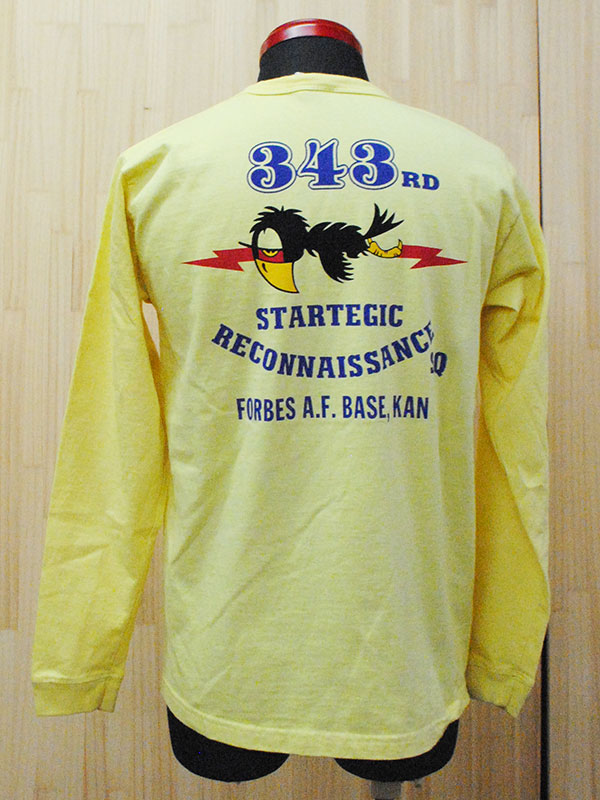 343RD
STARTEGIC
RECONNAISSANCE SQ
FORBES A.F. BASE, KAN